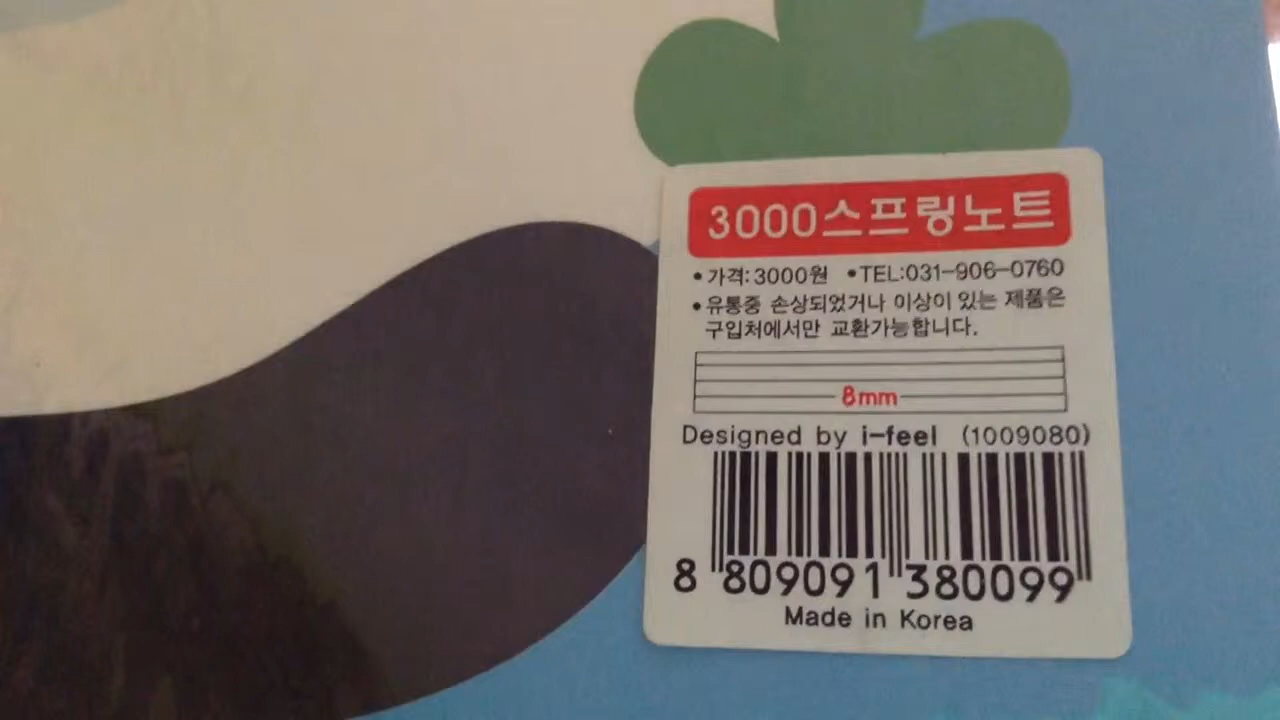 3000스프링노트
•가격:3000원 •TEL:031-906-0760
•유통중 손상되었거나 이상이 있는 제품은
구입처에서만 교환가능합니다.
8mm
Designed by i-feel (1009080)
8 809091 380099
Made in Korea